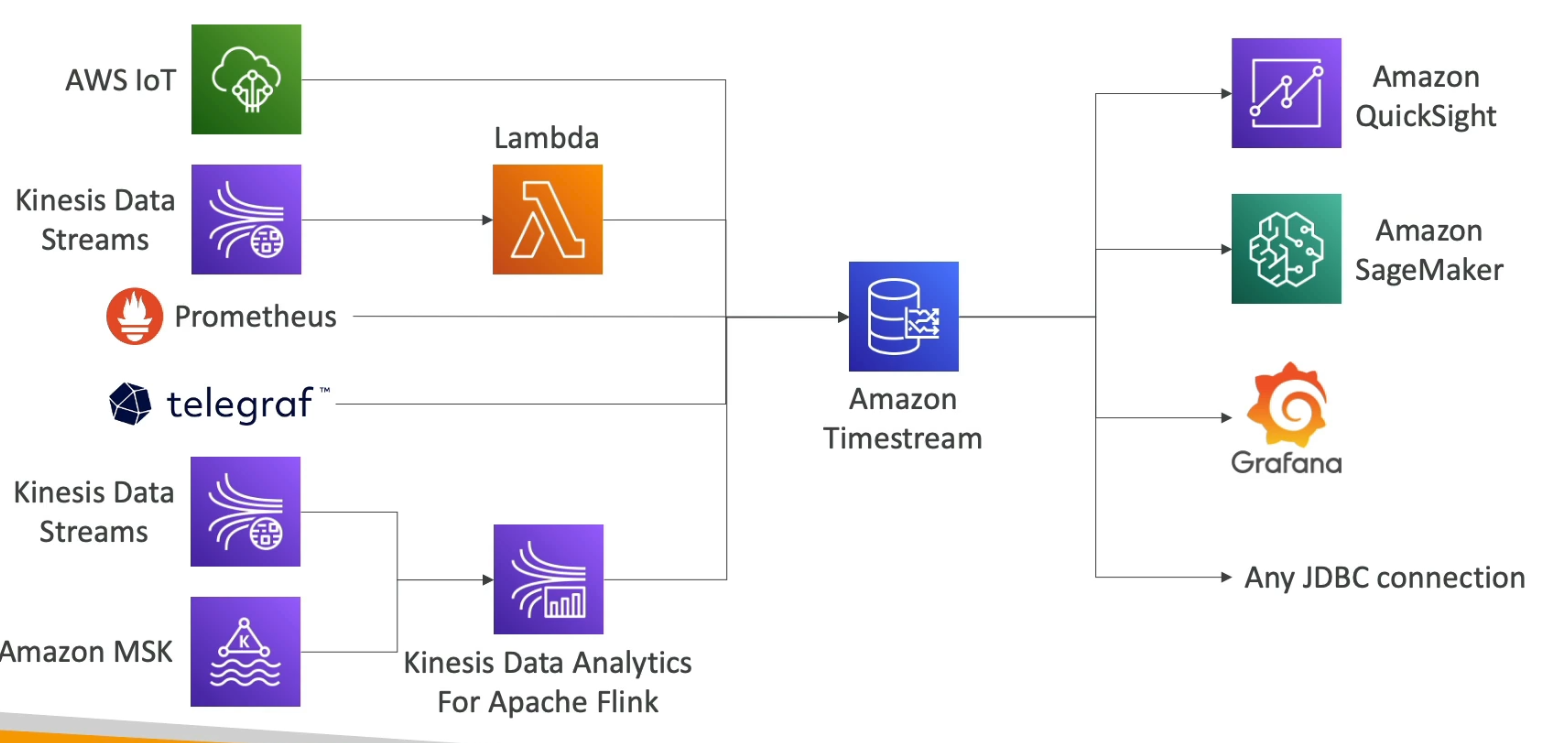 AWS IoT
Lambda
Kinesis Data
Streams
Prometheus
telegraf™
Kinesis Data
Streams
K
Amazon MSK
Kinesis Data Analytics
For Apache Flink
Amazon
Timestream
Amazon
QuickSight
Amazon
SageMaker
Grafana
Any JDBC connection